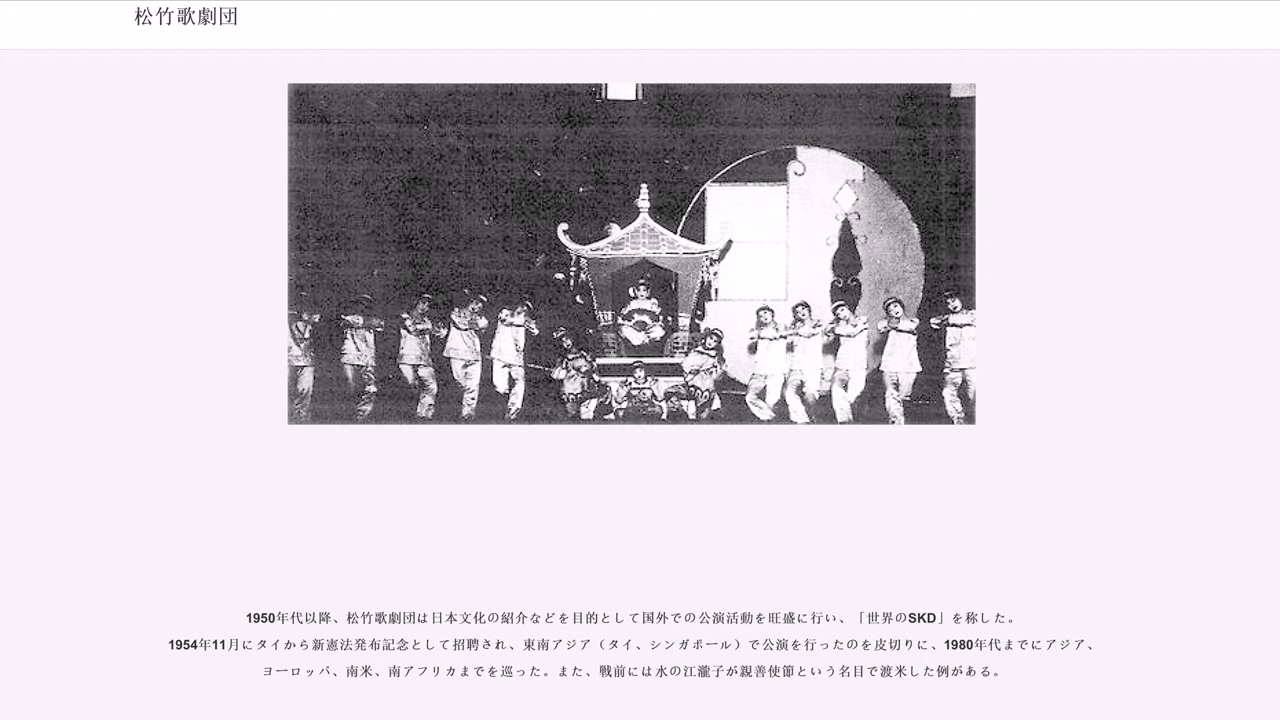 松竹歌劇団
1950年代以降、松竹歌劇団は日本文化の紹介などを目的として国外での公演活動を旺盛に行い、「世界のSKD」を称した。
1954年11月にタイから新憲法発布記念として招聘され、東南アジア（タイ、シンガポール）で公演を行ったのを皮切りに、1980年代までにアジア、
ヨーロッパ、南米、南アフリカまでを巡った。また、戦前には水の江瀧子が親善使節という名目で渡米した例がある。